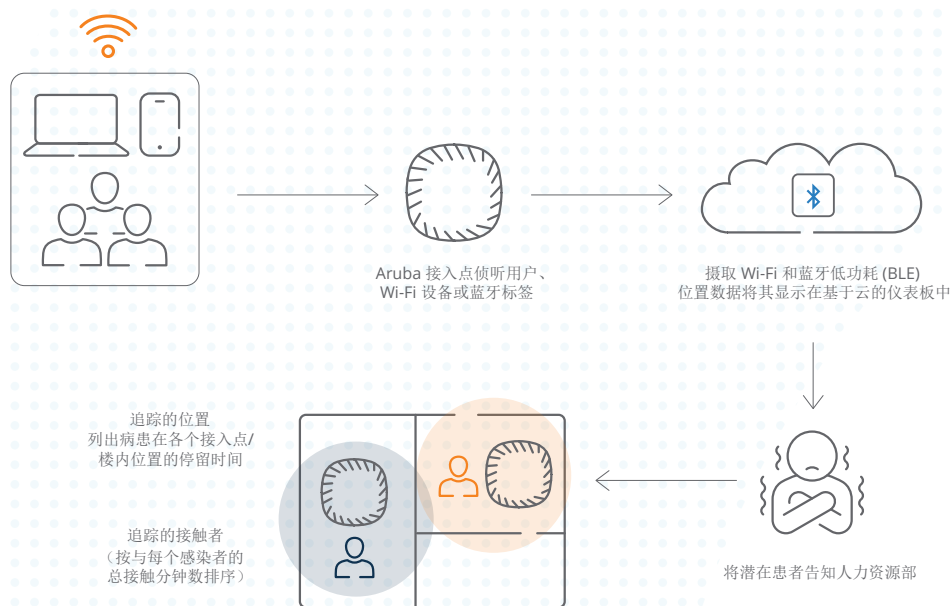 Aruba 接入点侦听用户、
Wi-Fi 设备或蓝牙标签
摄取 Wi-Fi 和蓝牙低功耗 (BLE)
位置数据将其显示在基于云的仪表板中
追踪的位置
列出病患在各个接入点/
楼内位置的停留时间
追踪的接触者
（按与每个感染者的
总接触分钟数排序）
将潜在患者告知人力资源部